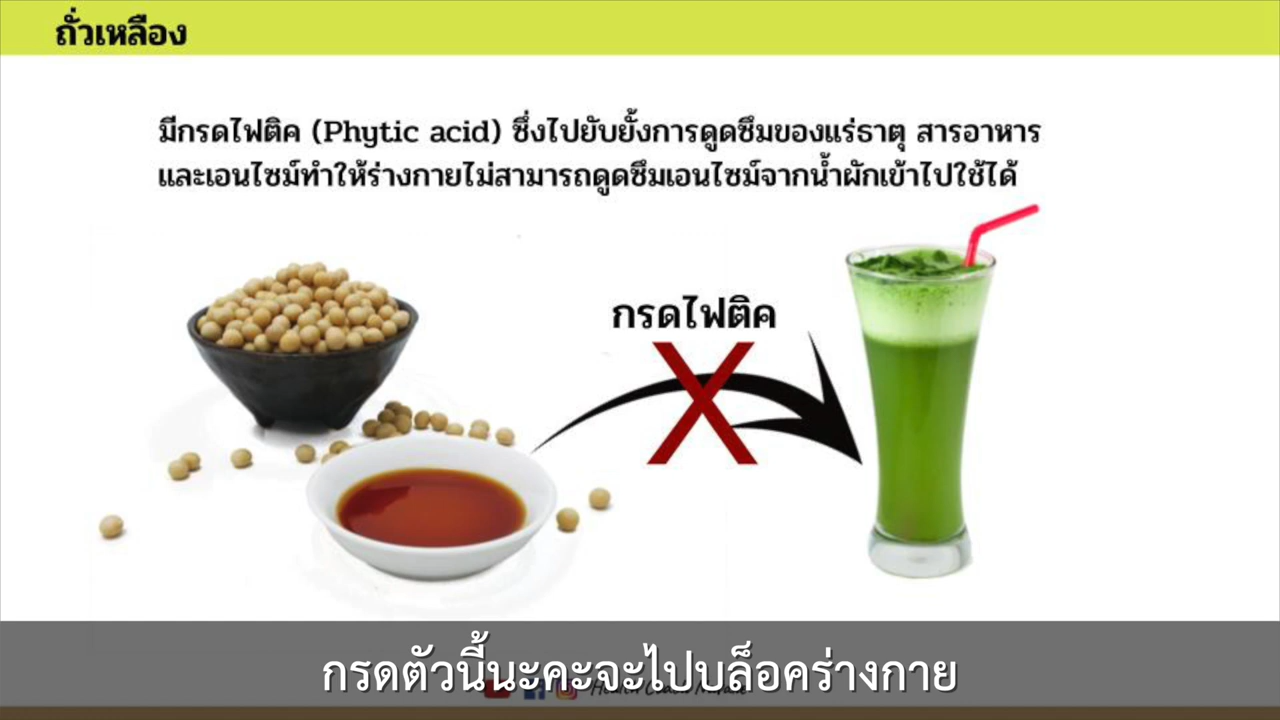 ถั่วเหลือง
มีกรดไฟติค (Phytic acid) ซึ่งไปยับยั้งการดูดซึมของแร่ธาตุ สารอาหาร
และเอนไซม์ทำให้ร่างกายไม่สามารถดูดซึมเอนไซม์จากน้ำผักเข้าไปใช้ได้
กรดไฟติค
X
กรดตัวนี้นะคะจะไปบล็อคร่างกาย